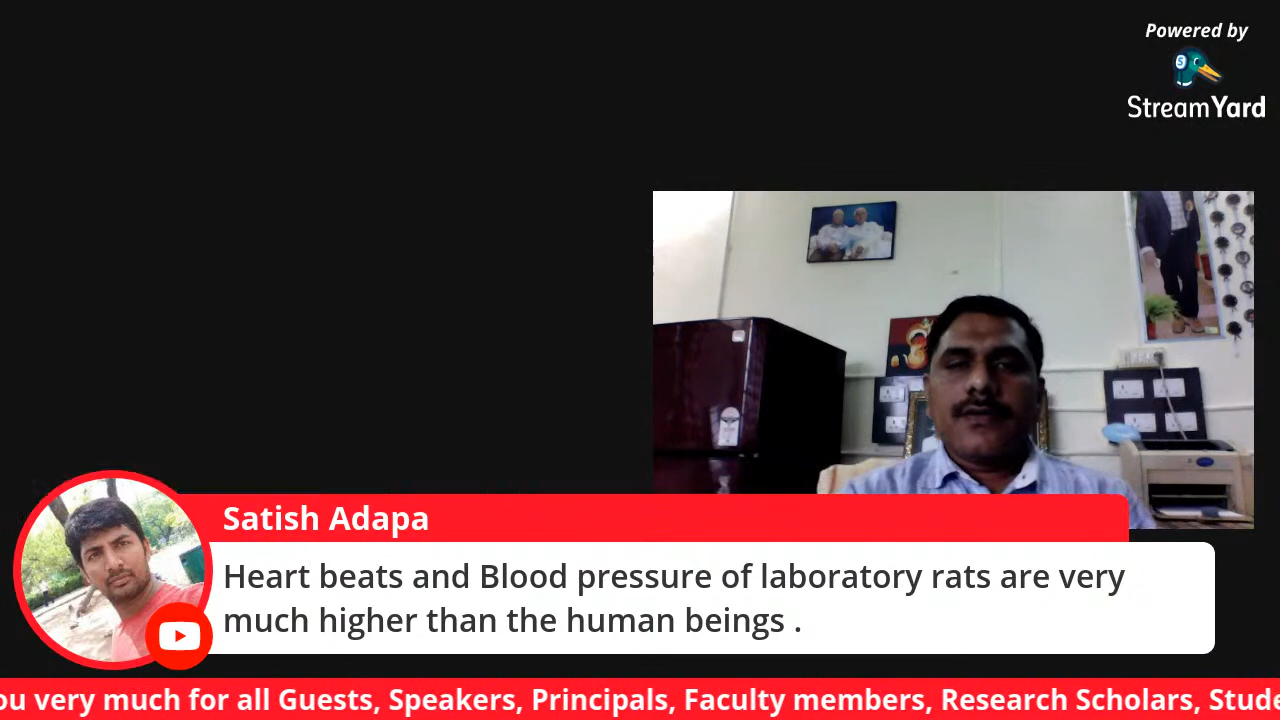 Powered by
StreamYard
Satish Adapa
Heart beats and Blood pressure of laboratory rats are very
much higher than the human beings .
ou very much for all Guests, Speakers, Principals, Faculty members, Research Scholars, Stude